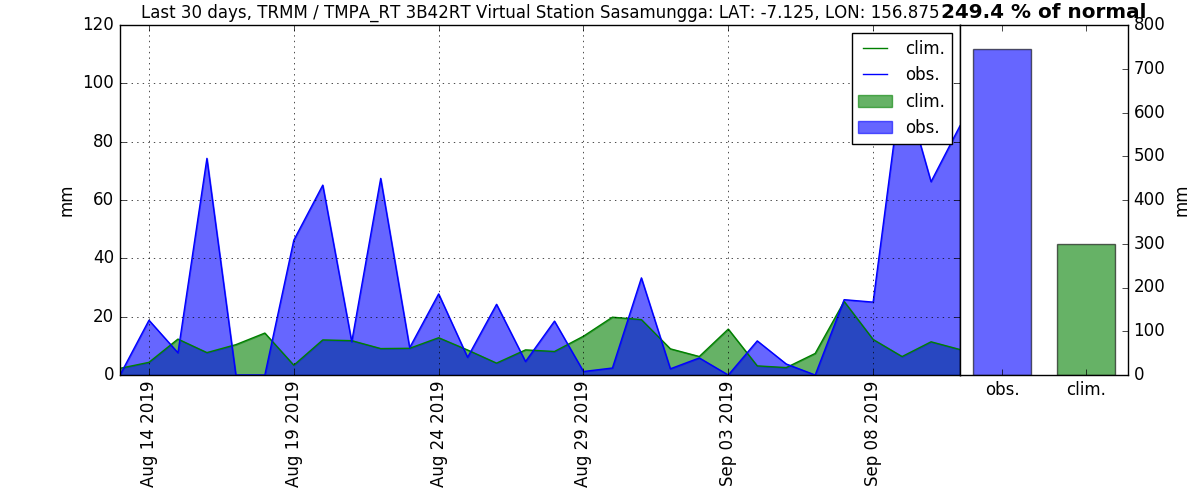 Last 30 days, TRMM / TMPA_RT 3B42RT Virtual Station Sasamungga: LAT: -7.125, LON: 156.875
249.4 % of normal
120
100
80
60
40
20
0
mm
clim.
obs.
clim.
obs.
Aug 14 2019
Aug 19 2019
Aug 24 2019
Aug 29 2019
Sep 03 2019
Sep 08 2019
800
700
600
500
400
300
200
100
0
mm
obs.
clim.